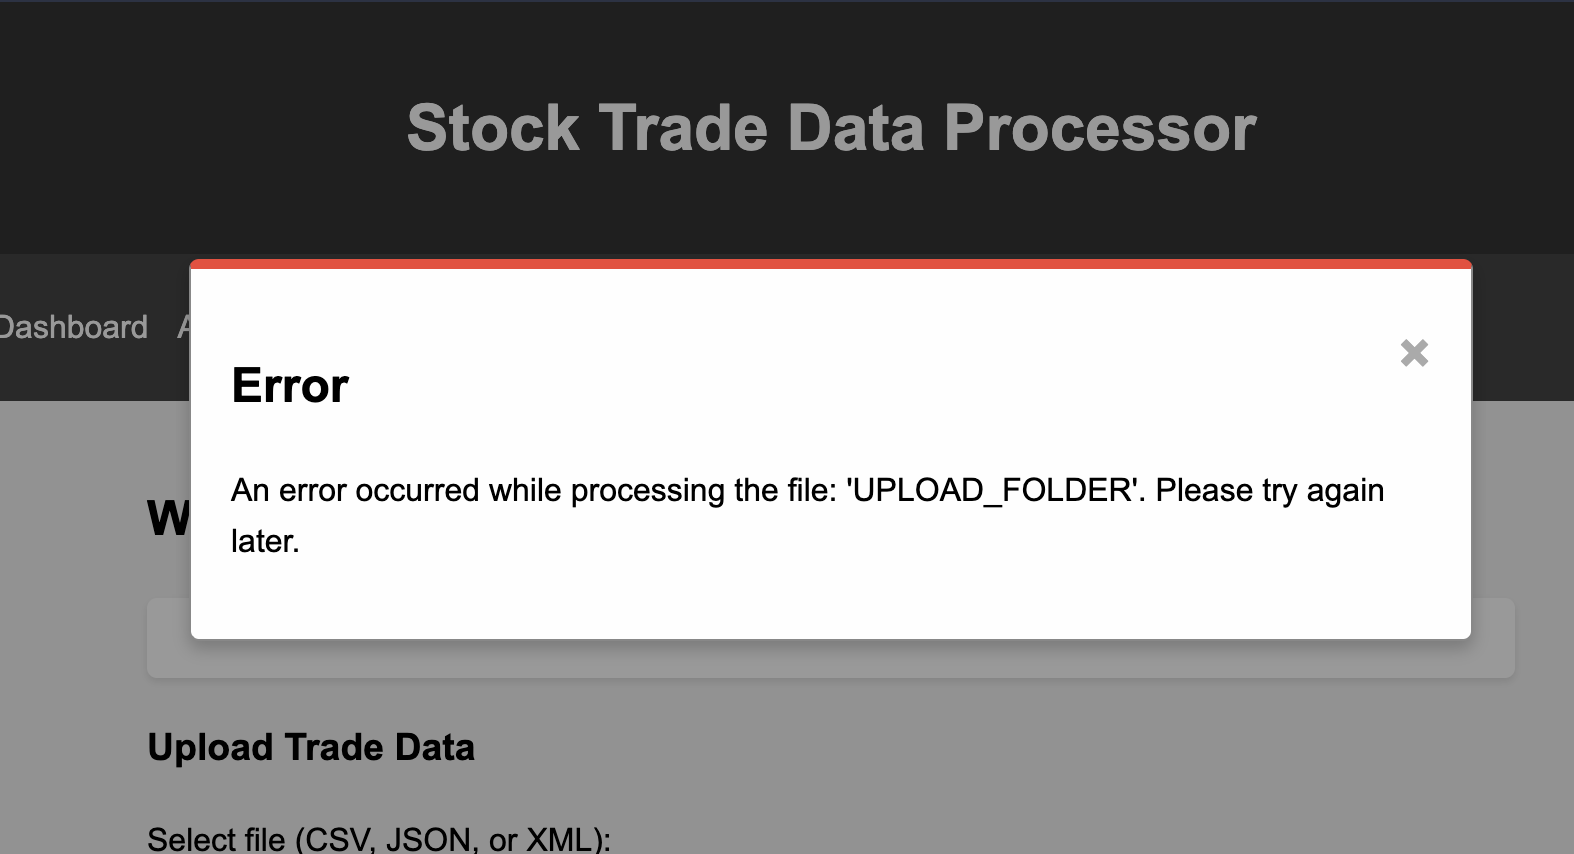 Stock Trade Data Processor
Dashboard
Error
✖
An error occurred while processing the file: 'UPLOAD_FOLDER'. Please try again
later.
Upload Trade Data
Select file (CSV, JSON, or XML):